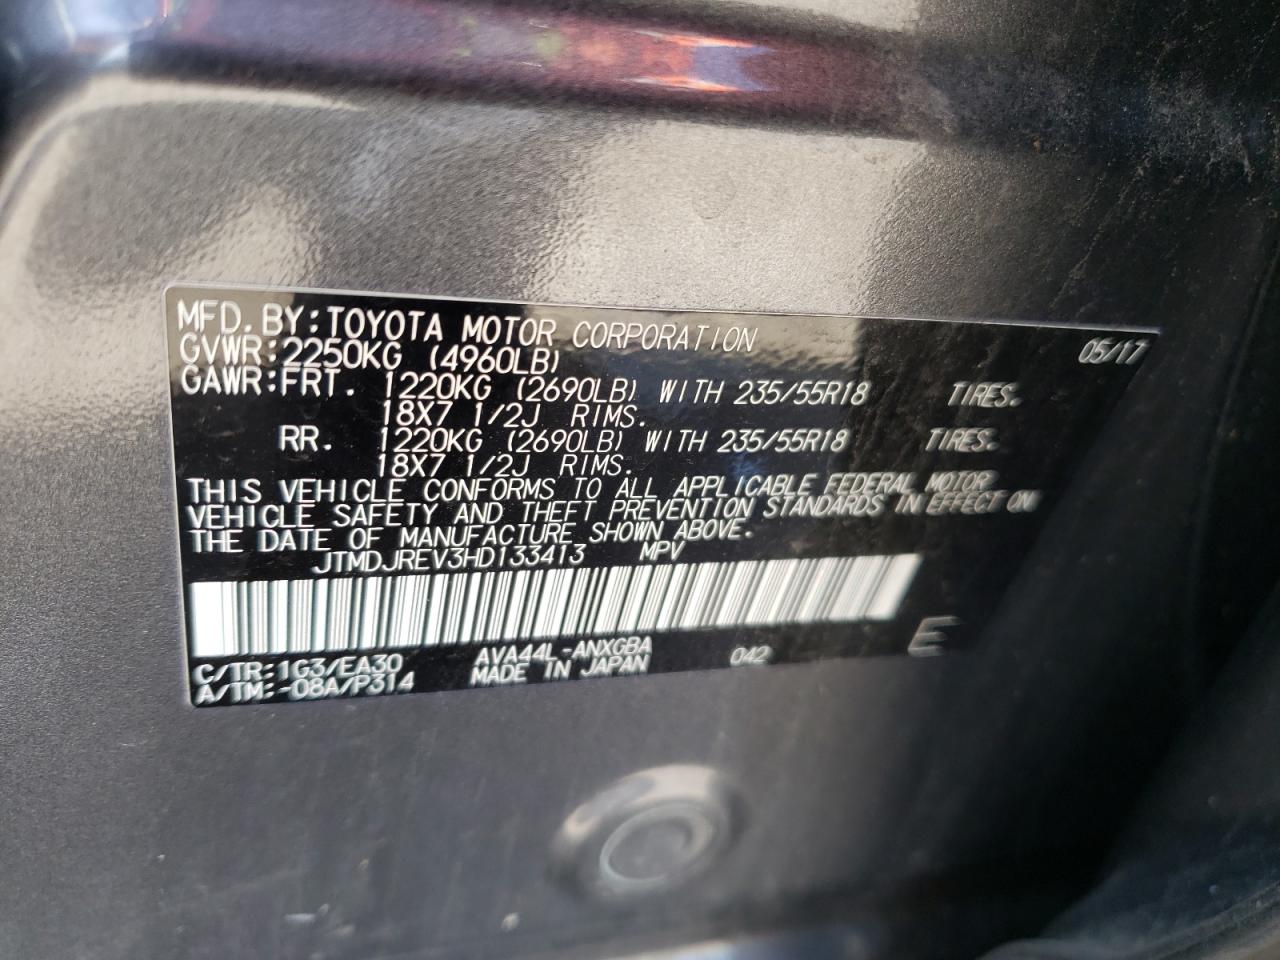 MFD. BY: TOYOTA MOTOR CORPORATION 05/17
GVWR: 2250KG (4960LB)
GAWR: FRT. 1220KG (2690LB) WITH 235/55R18 TIRES.
18X7 1/2J RIMS.
RR. 1220KG (2690LB) WITH 235/55R18 TIRES.
18X7 1/2J RIMS.
THIS VEHICLE CONFORMS TO ALL APPLICABLE FEDERAL MOTOR
VEHICLE SAFETY AND THEFT PREVENTION STANDARDS IN EFFECT ON
THE DATE OF MANUFACTURE SHOWN ABOVE.
JTMDJREV3HD133413 MPV
C/TR: 1G3/EA30 AVA44L-ANXGBA 042 E
A/TM: -08A/P314 MADE IN JAPAN